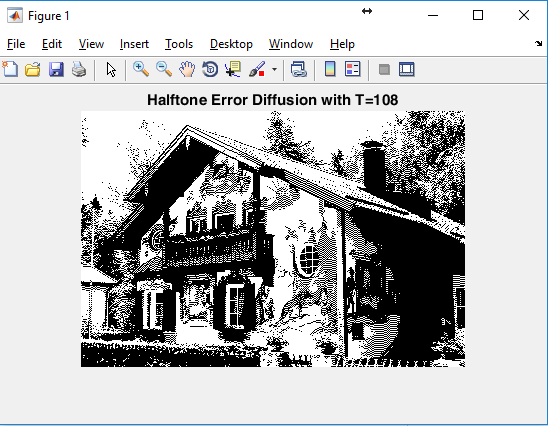 Figure 1
File Edit View Insert Tools Desktop Window Help
Halftone Error Diffusion with T=108